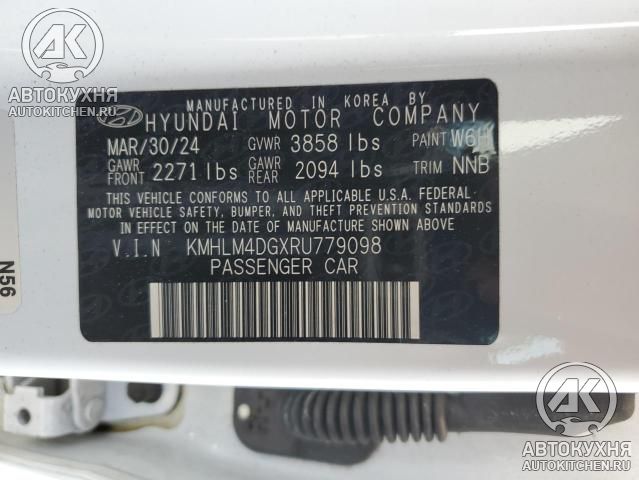 АВТОКУХНЯ
AUTOKITCHEN.RU
MANUFACTURED IN KOREA BY
HYUNDAI MOTOR COMPANY
MAR/30/24 GVWR 3858 lbs PAINT W6H
GAWR FRONT 2271 lbs GAWR REAR 2094 lbs TRIM NNB
THIS VEHICLE CONFORMS TO ALL APPLICABLE U.S.A. FEDERAL
MOTOR VEHICLE SAFETY, BUMPER, AND THEFT PREVENTION STANDARDS
IN EFFECT ON THE DATE OF MANUFACTURE SHOWN ABOVE
V.I.N KMHLM4DGXRU779098
PASSENGER CAR
N56
АВТОКУХНЯ
AUTOKITCHEN.RU